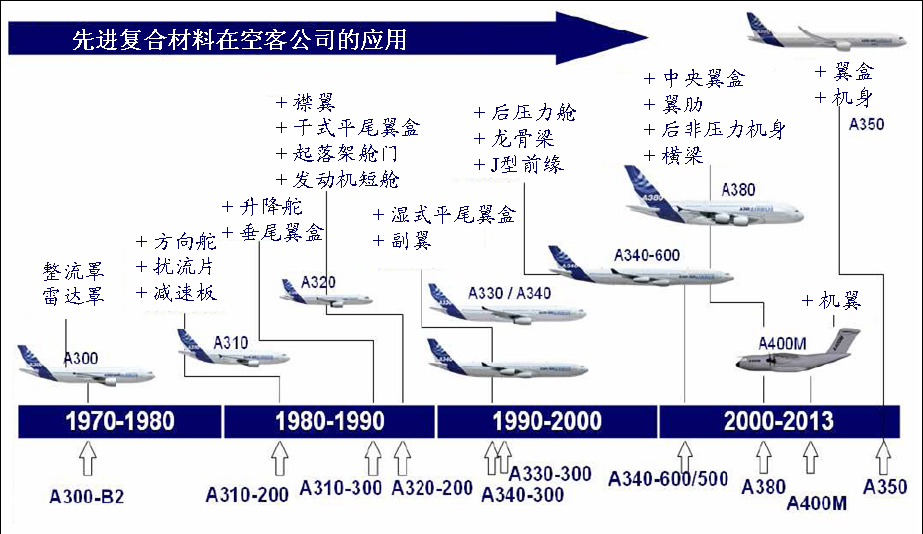 先进复合材料在空客公司的应用
+ 翼盒
+ 机身
A350
+ 中央翼盒
+ 翼肋
+ 后非压力机身
+ 横梁
A380
+ 后压力舱
+ 龙骨梁
+ J型前缘
A340-600
+ 襟翼
+ 干式平尾翼盒
+ 起落架舱门
+ 发动机短舱
A320
+ 湿式平尾翼盒
+ 副翼
A330 / A340
+ 升降舵
+ 垂尾翼盒
+ 方向舵
+ 扰流片
+ 减速板
A310
整流罩
雷达罩
A300
+ 机翼
A400M
1970-1980
1980-1990
1990-2000
2000-2013
A300-B2
A310-200
A310-300
A320-200
A330-300
A340-300
A340-600/500
A380
A400M
A350